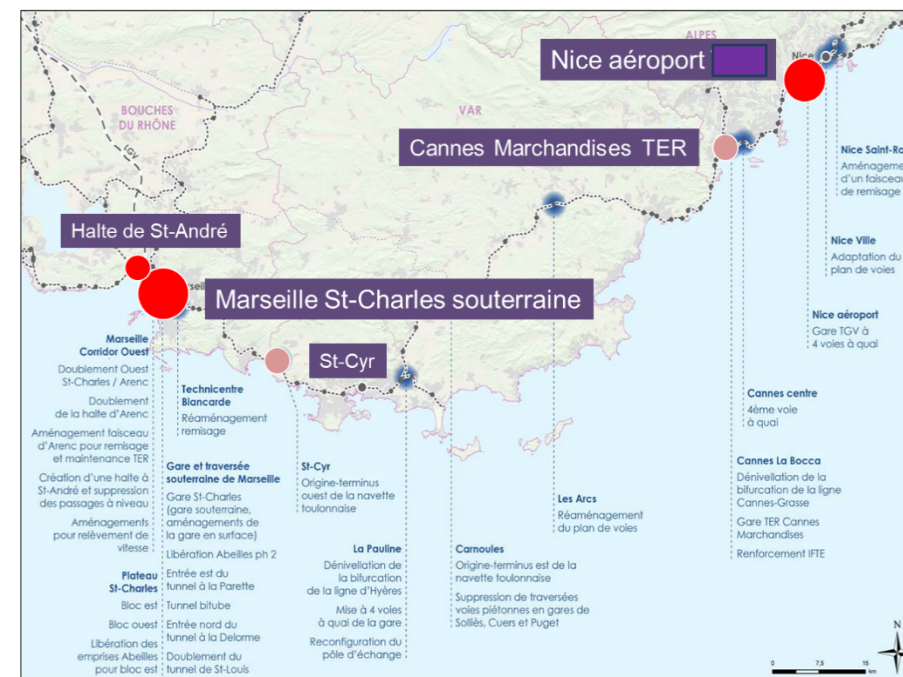 ALPES
Nice aéroport
Nice
BOUCHES
DU RHÔNE
VAR
LGV
Cannes Marchandises TER
Halte de St-André
Marseille St-Charles souterraine
St-Cyr
Marseille
Corridor Ouest
Doublement Ouest
St-Charles / Arenc
Doublement
de la halte d'Arenc
Aménagement faisceau
d'Arenc pour remisage
et maintenance TER
Création d'une halte à
St-André et suppression
des passages à niveau
Aménagements
pour relèvement de
vitesse
Plateau
St-Charles
Bloc est
Bloc ouest
Libération des
emprises Abeilles
pour bloc est
Technicentre
Blancarde
Réaménagement
remisage
Gare et traversée
souterraine de Marseille
Gare St-Charles
(gare souterraine,
aménagements de
la gare en surface)
Libération Abeilles ph 2
Entrée est du
tunnel à la Parette
Tunnel bitube
Entrée nord du
tunnel à la Delorme
Doublement du
tunnel de St-Louis
St-Cyr
Origine-terminus
ouest de la navette
toulonnaise
La Pauline
Dénivellation de
la bifurcation
de la ligne d'Hyères
Mise à 4 voies
à quai de la gare
Reconfiguration du
pôle d'échange
Carnoules
Origine-terminus est de la
navette toulonnaise
Suppression de traversées
voies piétonnes en gares de
Solliès, Cuers et Puget
Les Arcs
Réaménagement
du plan de voies
Cannes centre
4ème voie
à quai
Cannes La Bocca
Dénivellation de la
bifurcation de la ligne
Cannes-Grasse
Gare TER Cannes
Marchandises
Renforcement IFTE
Nice Saint-Ro
Aménageme
d'un faisceau
de remisage
Nice Ville
Adaptation du
plan de voies
Nice aéroport
Gare TGV à
4 voies à quai
N
0 7,5 15
km